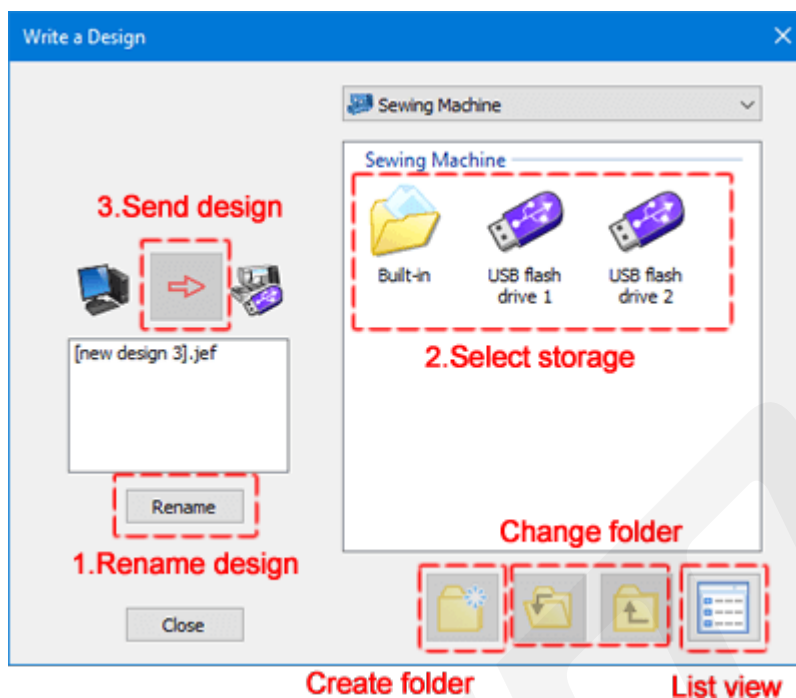 Write a Design
Sewing Machine
Sewing Machine
3.Send design
Built-in
USB flash
drive 1
USB flash
drive 2
[new design 3].jef
2.Select storage
Rename
1.Rename design
Change folder
Close
Create folder
List view